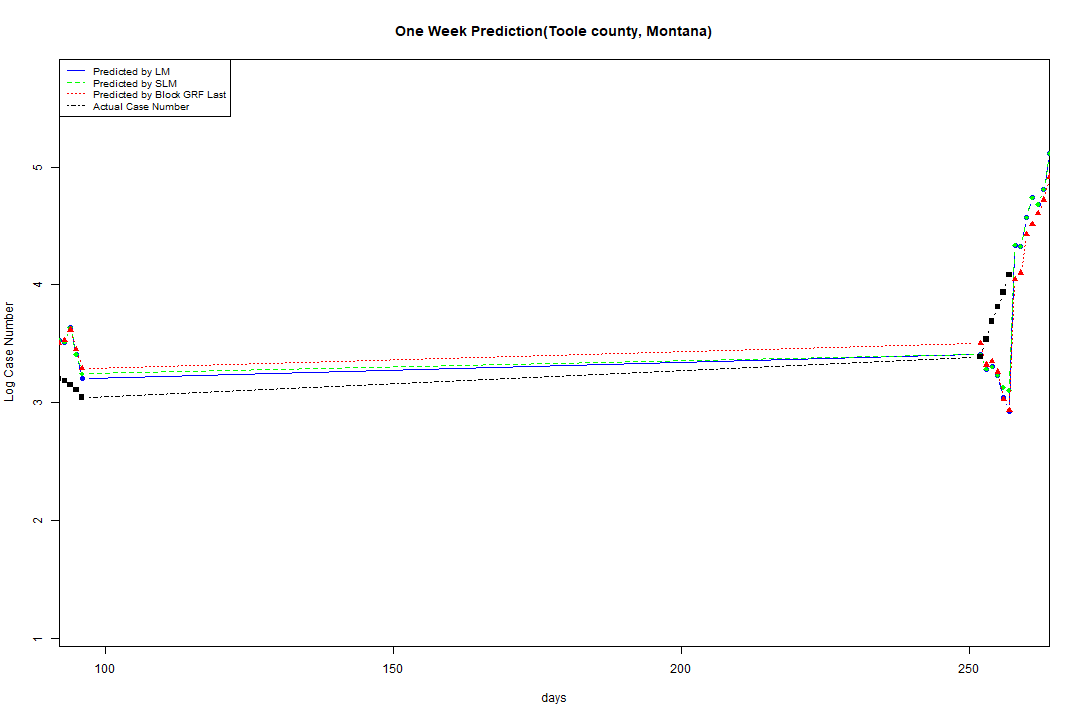 One Week Prediction(Toole county, Montana)
Predicted by LM
Predicted by SLM
Predicted by Block GRF Last
Actual Case Number
Log Case Number
5
4
3
2
1
100 150 200 250
days